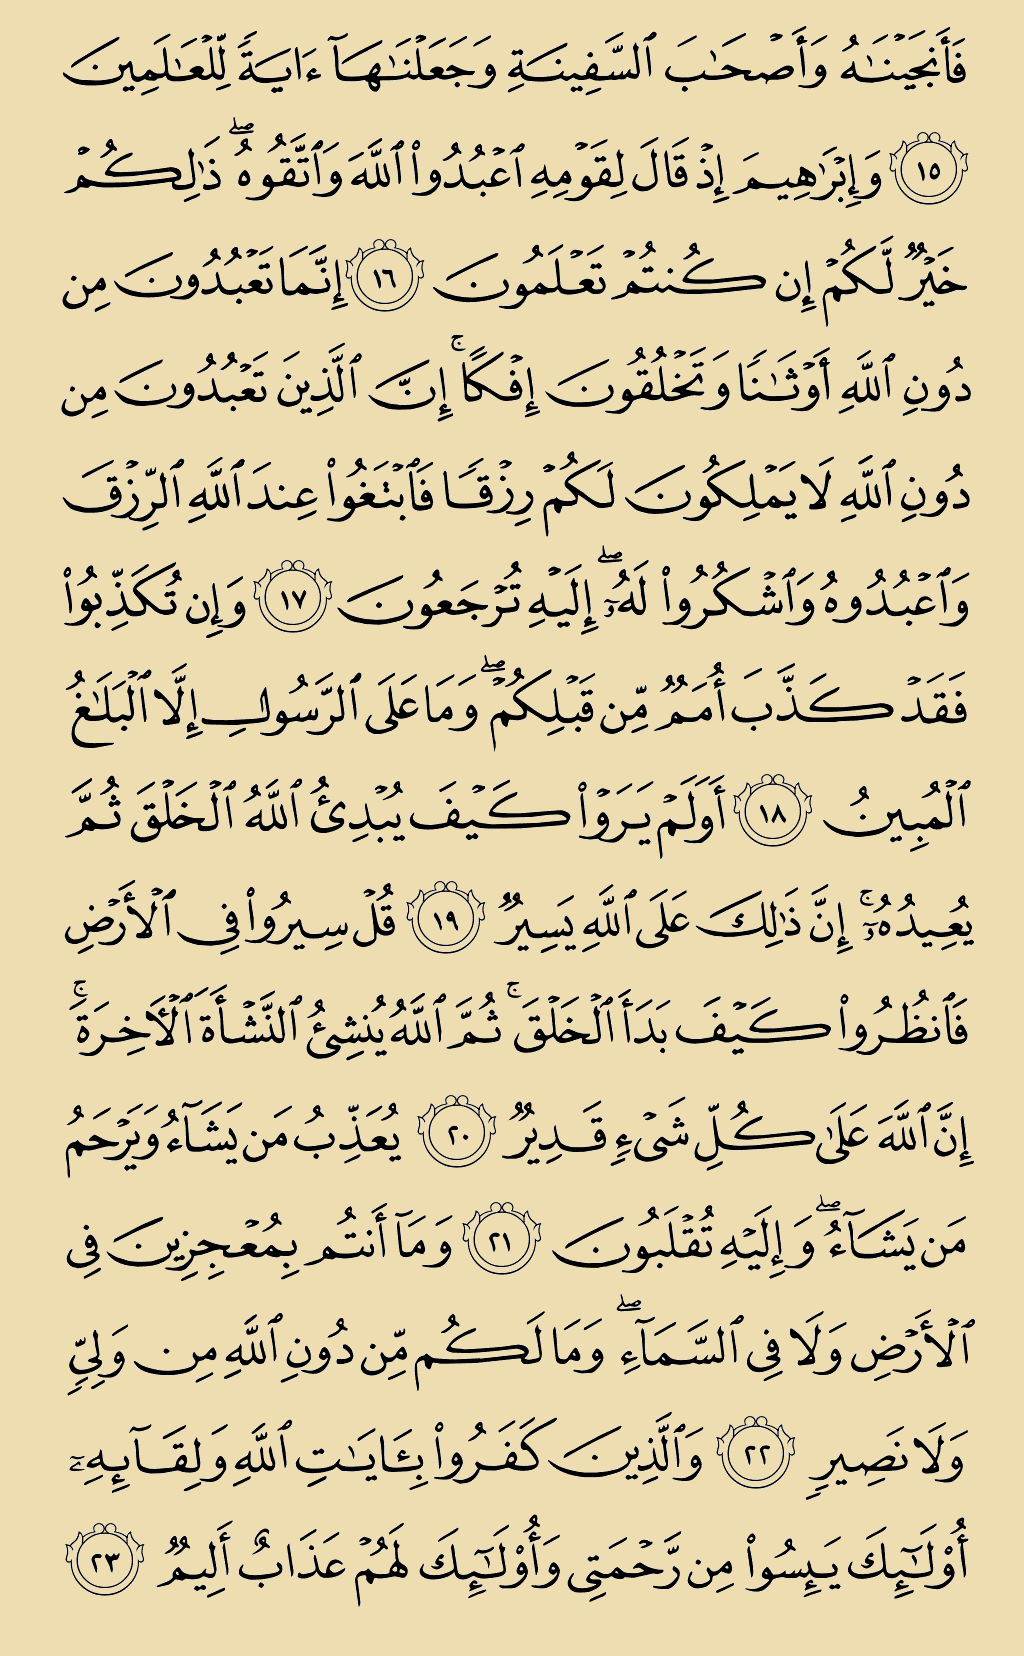 فَأَنجَيْنَٰهُ وَأَصْحَٰبَ ٱلسَّفِينَةِ وَجَعَلْنَٰهَآ ءَايَةً لِّلْعَٰلَمِينَ
١٥ وَإِبْرَٰهِيمَ إِذْ قَالَ لِقَوْمِهِ ٱعْبُدُوا۟ ٱللَّهَ وَٱتَّقُوهُ ۖ ذَٰلِكُمْ
خَيْرٌ لَّكُمْ إِن كُنتُمْ تَعْلَمُونَ ١٦ إِنَّمَا تَعْبُدُونَ مِن
دُونِ ٱللَّهِ أَوْثَٰنًا وَتَخْلُقُونَ إِفْكًا ۚ إِنَّ ٱلَّذِينَ تَعْبُدُونَ مِن
دُونِ ٱللَّهِ لَا يَمْلِكُونَ لَكُمْ رِزْقًا فَٱبْتَغُوا۟ عِندَ ٱللَّهِ ٱلرِّزْقَ
وَٱعْبُدُوهُ وَٱشْكُرُوا۟ لَهُۥٓ ۖ إِلَيْهِ تُرْجَعُونَ ١٧ وَإِن تُكَذِّبُوا۟
فَقَدْ كَذَّبَ أُمَمٌ مِّن قَبْلِكُمْ ۖ وَمَا عَلَى ٱلرَّسُولِ إِلَّا ٱلْبَلَٰغُ
ٱلْمُبِينُ ١٨ أَوَلَمْ يَرَوْا۟ كَيْفَ يُبْدِئُ ٱللَّهُ ٱلْخَلْقَ ثُمَّ
يُعِيدُهُۥٓ ۚ إِنَّ ذَٰلِكَ عَلَى ٱللَّهِ يَسِيرٌ ١٩ قُلْ سِيرُوا۟ فِى ٱلْأَرْضِ
فَٱنظُرُوا۟ كَيْفَ بَدَأَ ٱلْخَلْقَ ۚ ثُمَّ ٱللَّهُ يُنشِئُ ٱلنَّشْأَةَ ٱلْـَٔاخِرَةَ ۚ
إِنَّ ٱللَّهَ عَلَىٰ كُلِّ شَىْءٍ قَدِيرٌ ٢٠ يُعَذِّبُ مَن يَشَآءُ وَيَرْحَمُ
مَن يَشَآءُ ۖ وَإِلَيْهِ تُقْلَبُونَ ٢١ وَمَآ أَنتُم بِمُعْجِزِينَ فِى
ٱلْأَرْضِ وَلَا فِى ٱلسَّمَآءِ ۖ وَمَا لَكُم مِّن دُونِ ٱللَّهِ مِن وَلِىٍّ
وَلَا نَصِيرٍ ٢٢ وَٱلَّذِينَ كَفَرُوا۟ بِـَٔايَٰتِ ٱللَّهِ وَلِقَآئِهِۦٓ
أُو۟لَٰٓئِكَ يَئِسُوا۟ مِن رَّحْمَتِى وَأُو۟لَٰٓئِكَ لَهُمْ عَذَابٌ أَلِيمٌ ٢٣